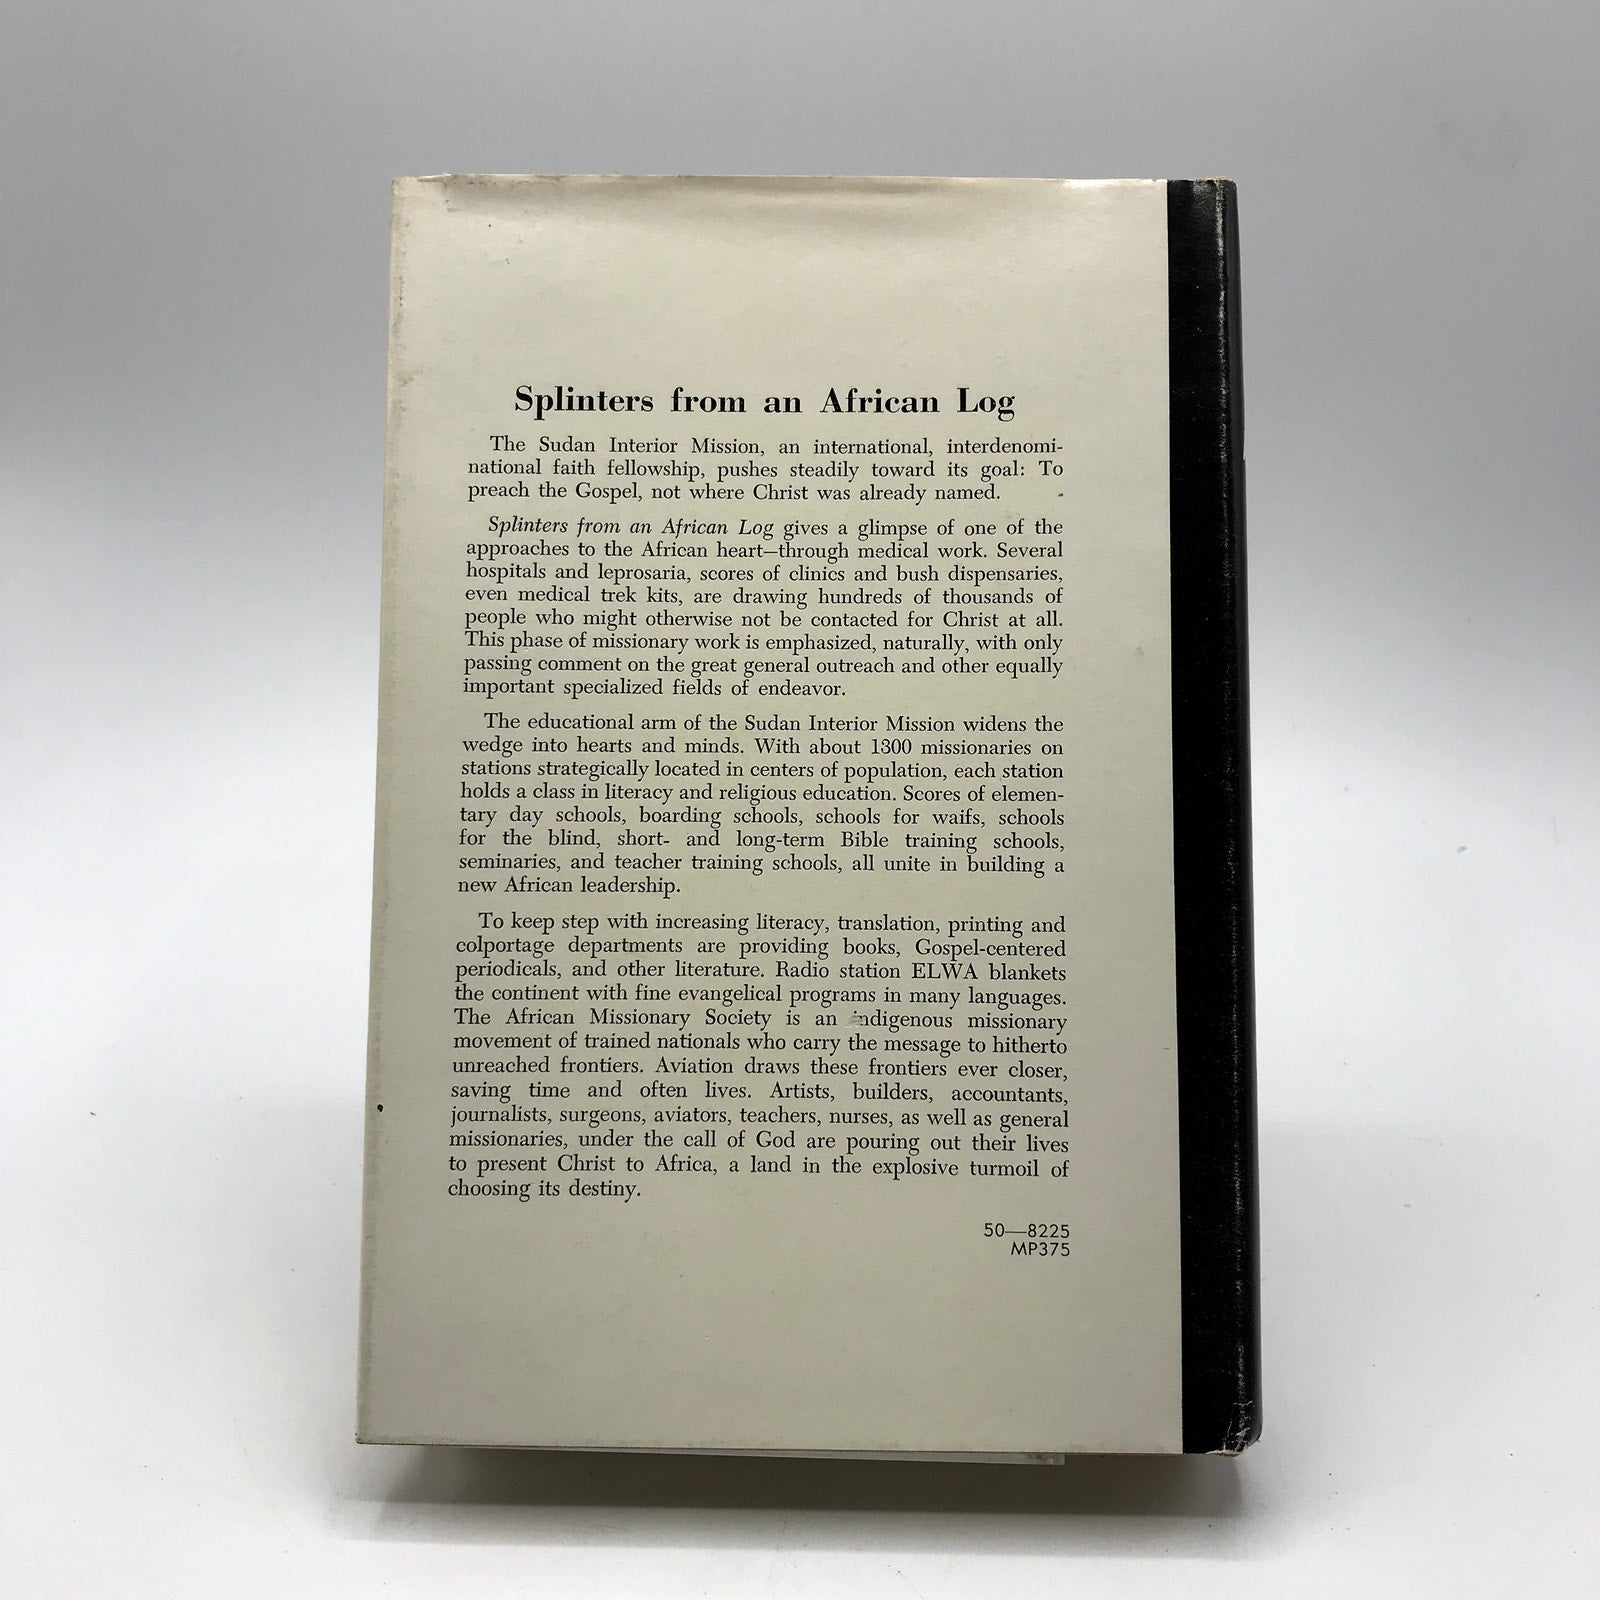 Splinters from an African Log
The Sudan Interior Mission, an international, interdenomi-
national faith fellowship, pushes steadily toward its goal: To
preach the Gospel, not where Christ was already named.
Splinters from an African Log gives a glimpse of one of the
approaches to the African heart—through medical work. Several
hospitals and leprosaria, scores of clinics and bush dispensaries,
even medical trek kits, are drawing hundreds of thousands of
people who might otherwise not be contacted for Christ at all.
This phase of missionary work is emphasized, naturally, with only
passing comment on the great general outreach and other equally
important specialized fields of endeavor.
The educational arm of the Sudan Interior Mission widens the
wedge into hearts and minds. With about 1300 missionaries on
stations strategically located in centers of population, each station
holds a class in literacy and religious education. Scores of elemen-
tary day schools, boarding schools, schools for waifs, schools
for the blind, short- and long-term Bible training schools,
seminaries, and teacher training schools, all unite in building a
new African leadership.
To keep step with increasing literacy, translation, printing and
colportage departments are providing books, Gospel-centered
periodicals, and other literature. Radio station ELWA blankets
the continent with fine evangelical programs in many languages.
The African Missionary Society is an indigenous missionary
movement of trained nationals who carry the message to hitherto
unreached frontiers. Aviation draws these frontiers ever closer,
saving time and often lives. Artists, builders, accountants,
journalists, surgeons, aviators, teachers, nurses, as well as general
missionaries, under the call of God are pouring out their lives
to present Christ to Africa, a land in the explosive turmoil of
choosing its destiny.
50—8225
MP375